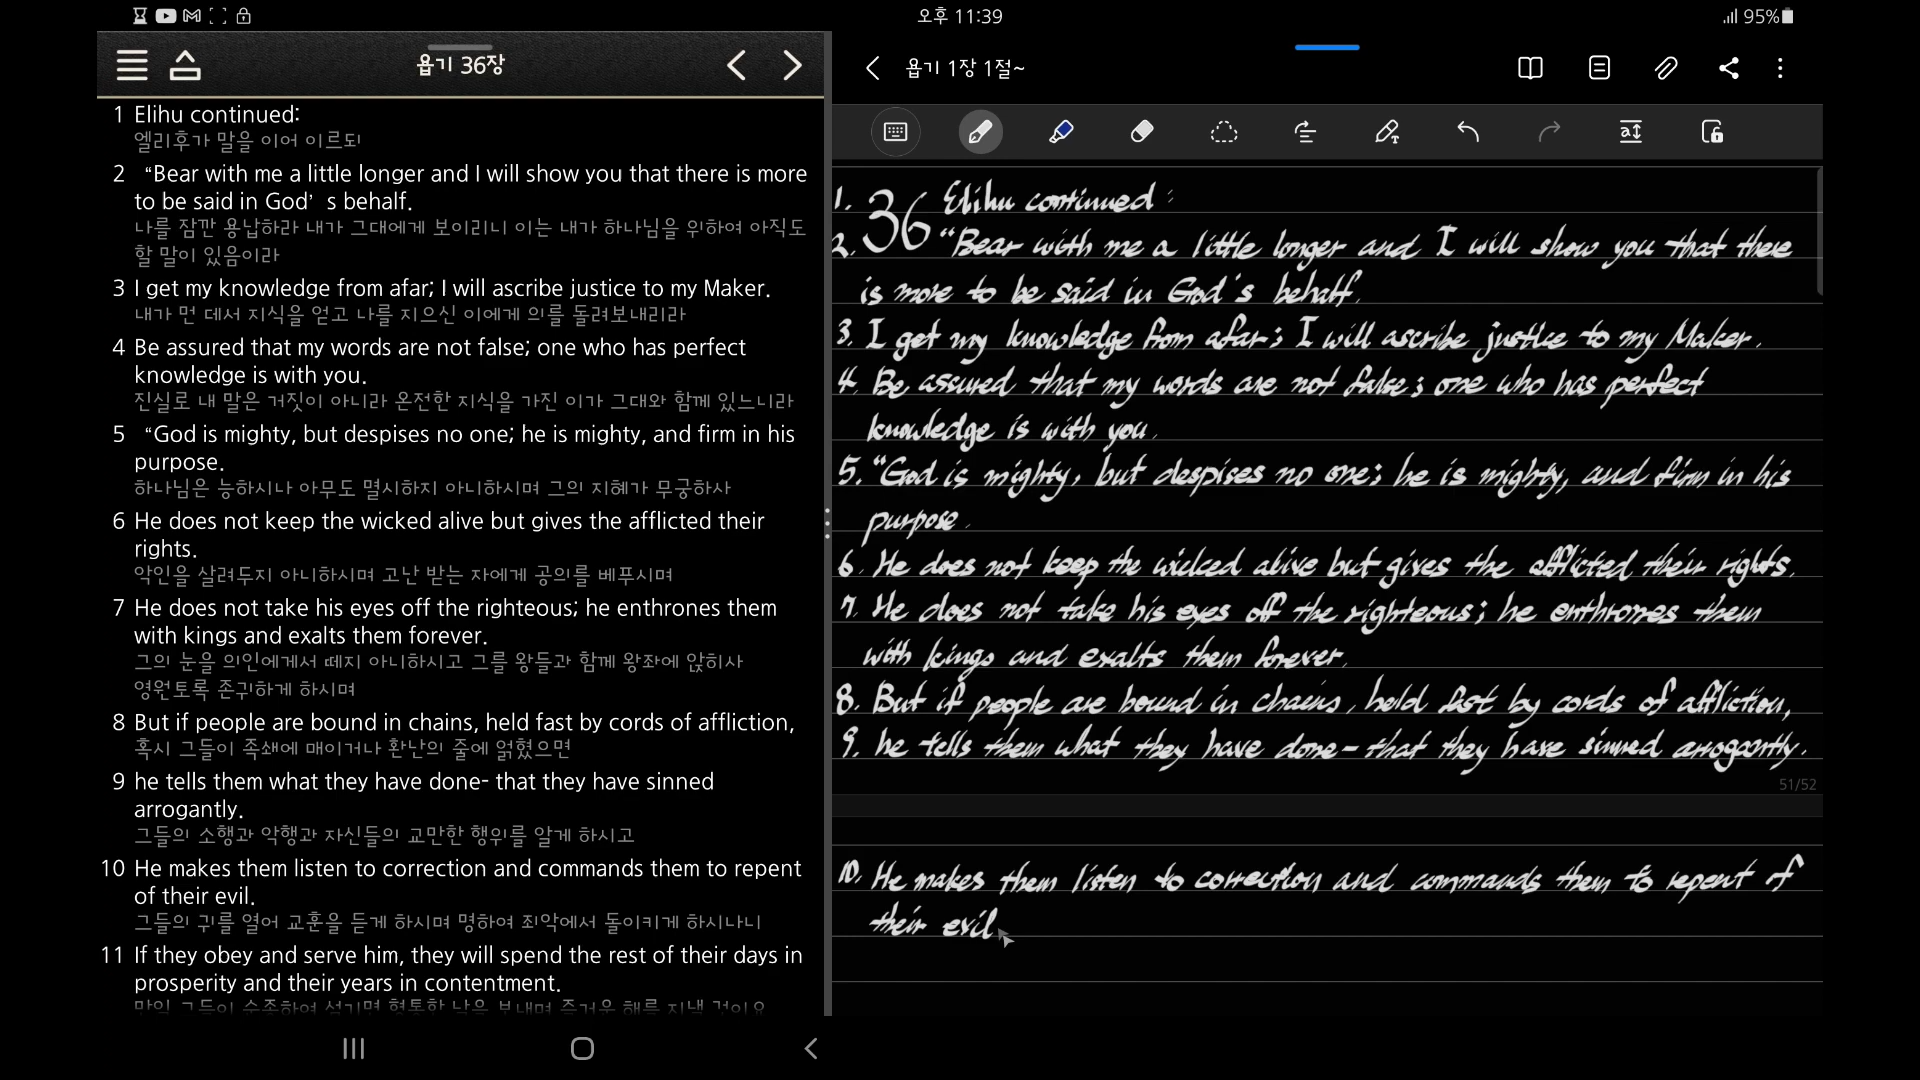 오후 11:39
95%
욥기 36장
1 Elihu continued:
엘리후가 말을 이어 이르되
2 “Bear with me a little longer and I will show you that there is more
to be said in God’ s behalf.
나를 잠깐 용납하라 내가 그대에게 보이리니 이는 내가 하나님을 위하여 아직도
할 말이 있음이라
3 I get my knowledge from afar; I will ascribe justice to my Maker.
내가 먼 데서 지식을 얻고 나를 지으신 이에게 의를 돌려보내리라
4 Be assured that my words are not false; one who has perfect
knowledge is with you.
진실로 내 말은 거짓이 아니라 온전한 지식을 가진 이가 그대와 함께 있느니라
5 “God is mighty, but despises no one; he is mighty, and firm in his
purpose.
하나님은 능하시나 아무도 멸시하지 아니하시며 그의 지혜가 무궁하사
6 He does not keep the wicked alive but gives the afflicted their
rights.
악인을 살려두지 아니하시며 고난 받는 자에게 공의를 베푸시며
7 He does not take his eyes off the righteous; he enthrones them
with kings and exalts them forever.
그의 눈을 의인에게서 떼지 아니하시고 그를 왕들과 함께 왕좌에 앉히사
영원토록 존귀하게 하시며
8 But if people are bound in chains, held fast by cords of affliction,
혹시 그들이 족쇄에 매이거나 환난의 줄에 얽혔으면
9 he tells them what they have done- that they have sinned
arrogantly.
그들의 소행과 악행과 자신들의 교만한 행위를 알게 하시고
10 He makes them listen to correction and commands them to repent
of their evil.
그들의 귀를 열어 교훈을 듣게 하시며 명하여 죄악에서 돌이키게 하시나니
11 If they obey and serve him, they will spend the rest of their days in
prosperity and their years in contentment.
만일 그들이 순종하여 섬기면 형통한 날을 보내며 즐거운 해를 지낼 것이요
욥기 1장 1절~
1. 36 Elihu continued :
2. “Bear with me a little longer and I will show you that there
is more to be said in God's behalf.
3. I get my knowledge from afar; I will ascribe justice to my Maker.
4. Be assured that my words are not false; one who has perfect
knowledge is with you.
5. “God is mighty, but despises no one; he is mighty, and firm in his
purpose.
6. He does not keep the wicked alive but gives the afflicted their rights.
7. He does not take his eyes off the righteous; he enthrones them
with kings and exalts them forever.
8. But if people are bound in chains, held fast by cords of affliction,
9. he tells them what they have done- that they have sinned arrogantly.
51/52
10. He makes them listen to correction and commands them to repent of
their evil.